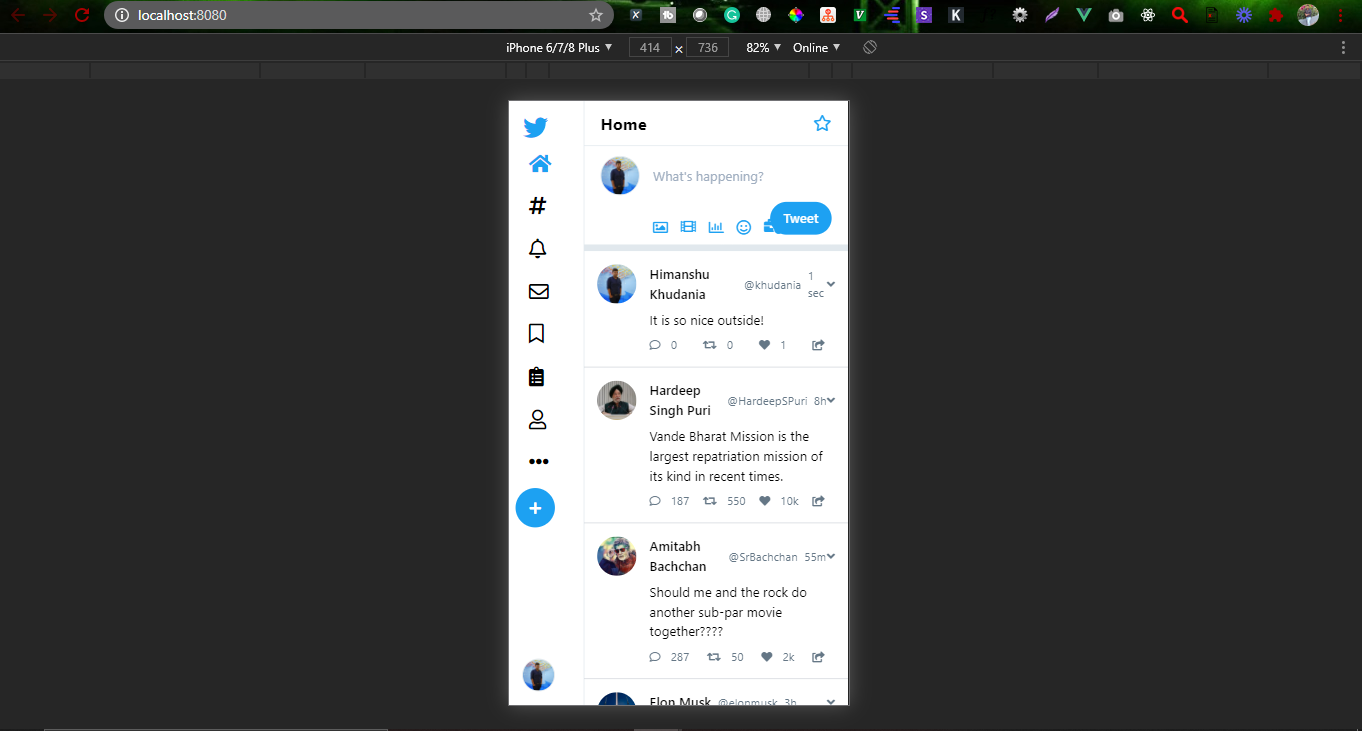 localhost:8080
iPhone 6/7/8 Plus 414 × 736 82% Online
Home
What's happening?
Tweet
Himanshu
Khudania
@khudania
1
sec
It is so nice outside!
0 0 1
Hardeep
Singh Puri
@HardeepSPuri 8h
Vande Bharat Mission is the
largest repatriation mission of
its kind in recent times.
187 550 10k
Amitabh
Bachchan
@SrBachchan 55m
Should me and the rock do
another sub-par movie
together????
287 50 2k
Elon Musk @elonmusk 3h